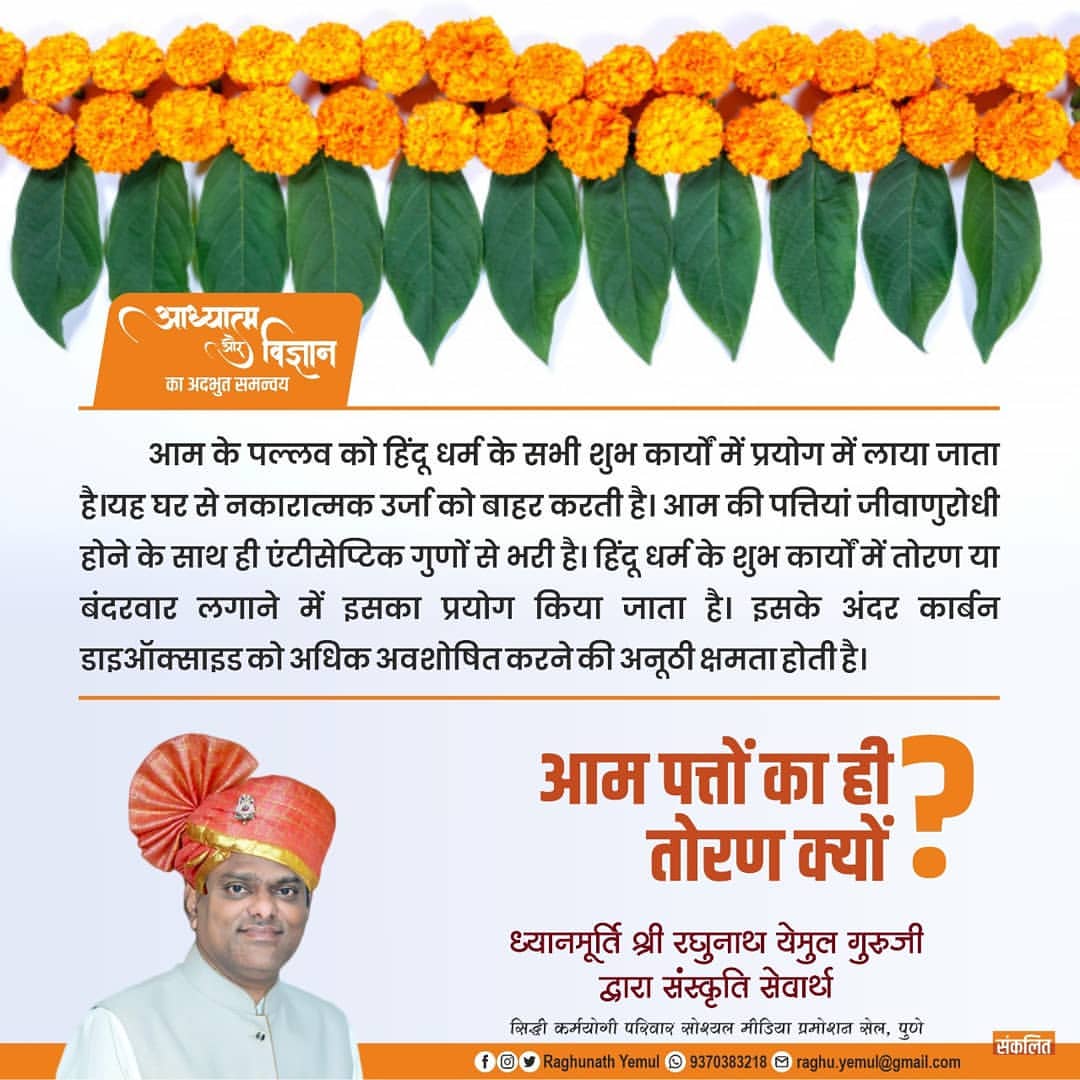 आध्यात्म
और विज्ञान
का अदभुत समन्वय
आम के पल्लव को हिंदू धर्म के सभी शुभ कार्यों में प्रयोग में लाया जाता
है।यह घर से नकारात्मक उर्जा को बाहर करती है। आम की पत्तियां जीवाणुरोधी
होने के साथ ही एंटीसेप्टिक गुणों से भरी है। हिंदू धर्म के शुभ कार्यों में तोरण या
बंदरवार लगाने में इसका प्रयोग किया जाता है। इसके अंदर कार्बन
डाइऑक्साइड को अधिक अवशोषित करने की अनूठी क्षमता होती है।
आम पत्तों का ही
तोरण क्यों ?
ध्यानमूर्ति श्री रघुनाथ येमुल गुरुजी
द्वारा संस्कृति सेवार्थ
सिद्धी कर्मयोगी परिवार सोश्यल मीडिया प्रमोशन सेल, पुणे
संकलित
Raghunath Yemul 9370383218 raghu.yemul@gmail.com